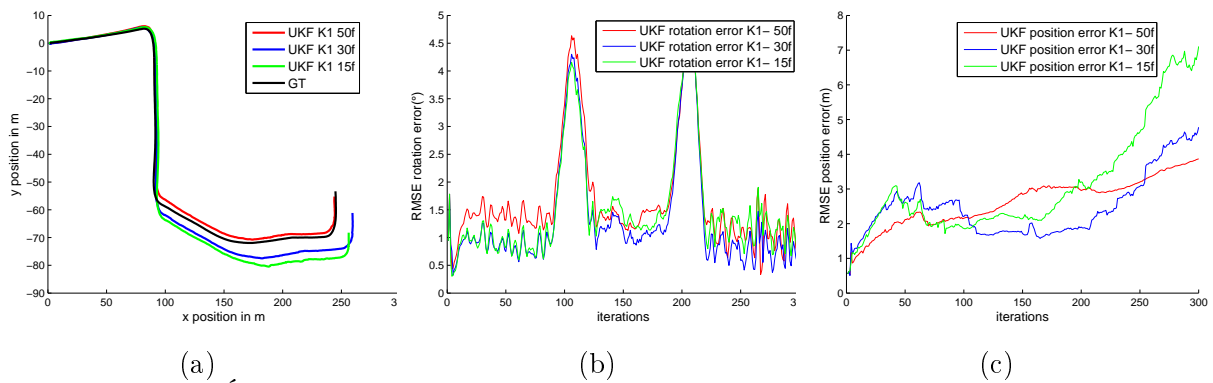 UKF K1 50f
UKF K1 30f
UKF K1 15f
GT
10
0
−10
−20
−30
−40
−50
−60
−70
−80
−90
y position in m
0
50
100
150
200
250
3
x position in m
(a)
UKF rotation error K1− 50f
UKF rotation error K1− 30f
UKF rotation error K1− 15f
5
4.5
4
3.5
3
2.5
2
1.5
1
0.5
0
RMSE rotation error(°)
0
50
100
150
200
250
3
iterations
(b)
UKF position error K1− 50f
UKF position error K1− 30f
UKF position error K1− 15f
8
7
6
5
4
3
2
1
0
RMSE position error(m)
0
50
100
150
200
250
300
iterations
(c)